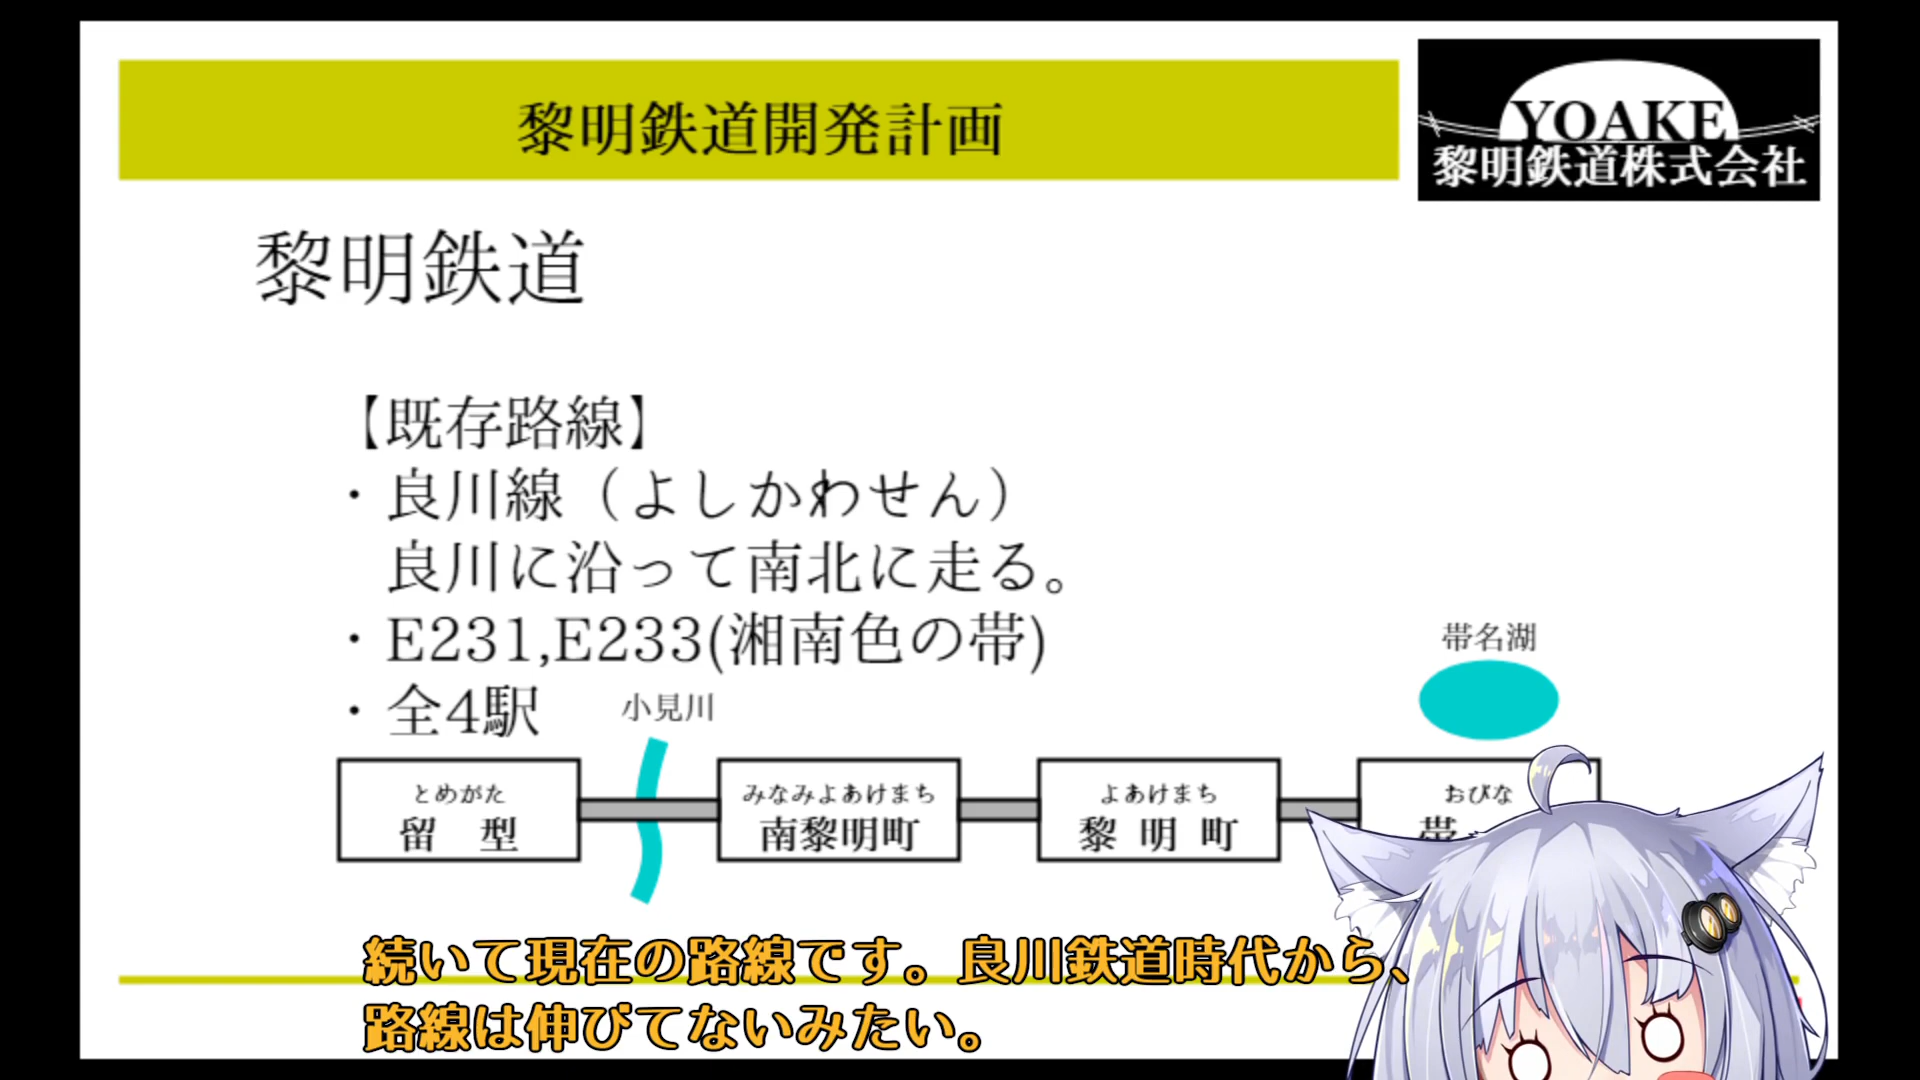 黎明鉄道開発計画
YOAKE
黎明鉄道株式会社
黎明鉄道
【既存路線】
・良川線（よしかわせん）
良川に沿って南北に走る。
・E231,E233(湘南色の帯)
・全4駅
小見川
帯名湖
とめがた
留 型
みなみよあけまち
南黎明町
よあけまち
黎 明 町
おびな
帯
続いて現在の路線です。良川鉄道時代から、
路線は伸びてないみたい。